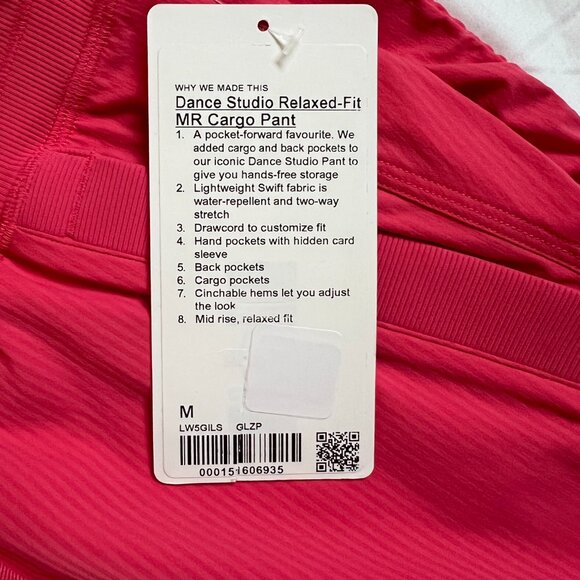 WHY WE MADE THIS
Dance Studio Relaxed-Fit
MR Cargo Pant
1. A pocket-forward favourite. We
added cargo and back pockets to
our iconic Dance Studio Pant to
give you hands-free storage
2. Lightweight Swift fabric is
water-repellent and two-way
stretch
3. Drawcord to customize fit
4. Hand pockets with hidden card
sleeve
5. Back pockets
6. Cargo pockets
7. Cinchable hems let you adjust
the look
8. Mid rise, relaxed fit
M
LW5GILS GLZP
000151606935